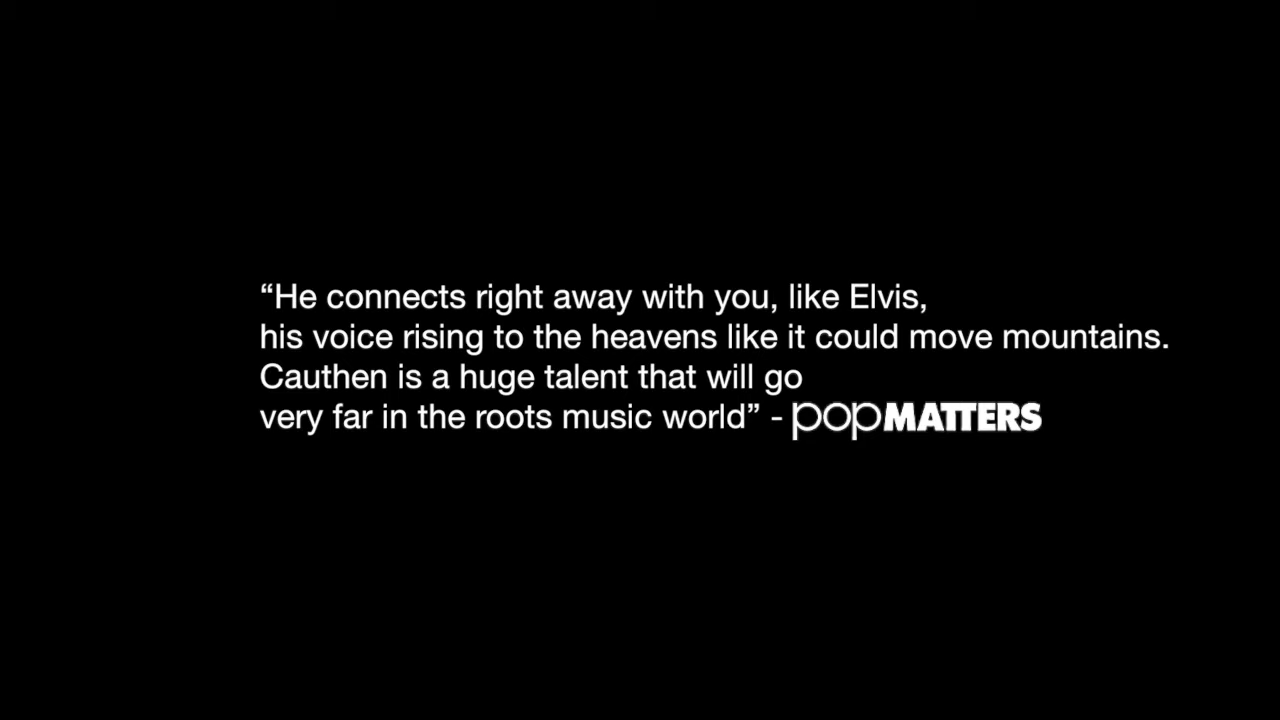 “He connects right away with you, like Elvis,
his voice rising to the heavens like it could move mountains.
Cauthen is a huge talent that will go
very far in the roots music world” - popMATTERS